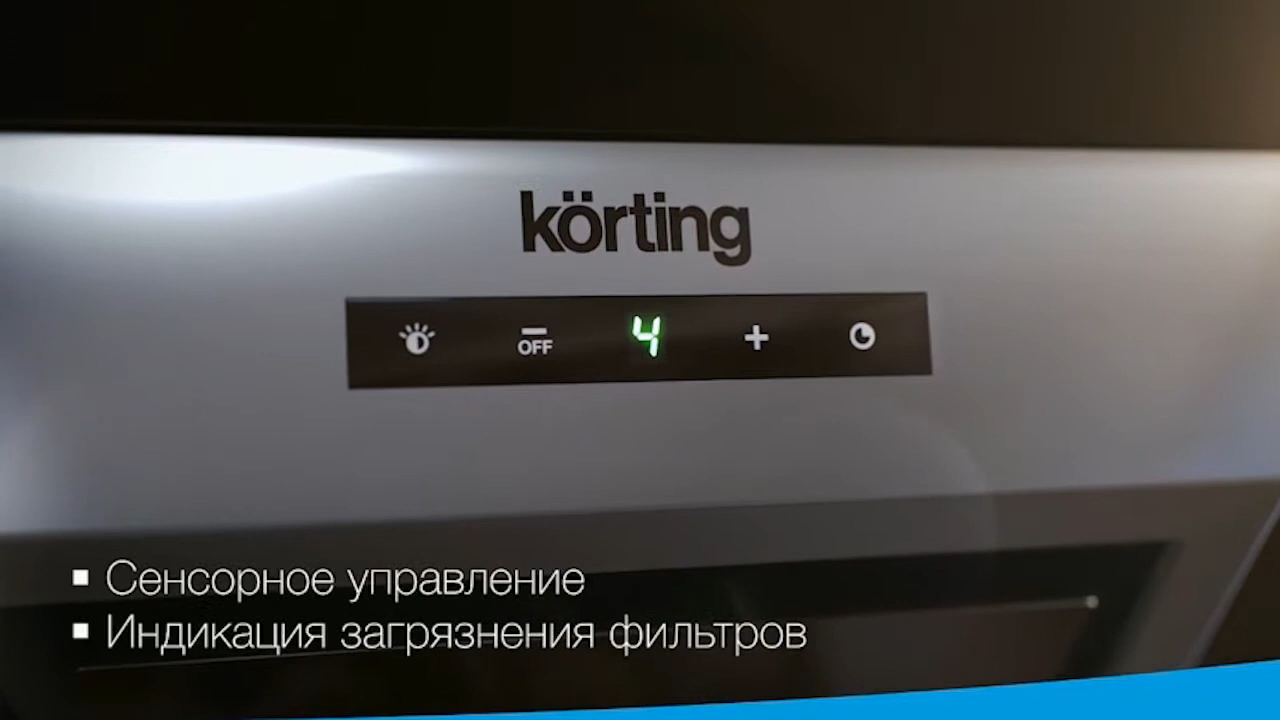 körting
OFF 4 +
▪ Сенсорное управление
▪ Индикация загрязнения фильтров